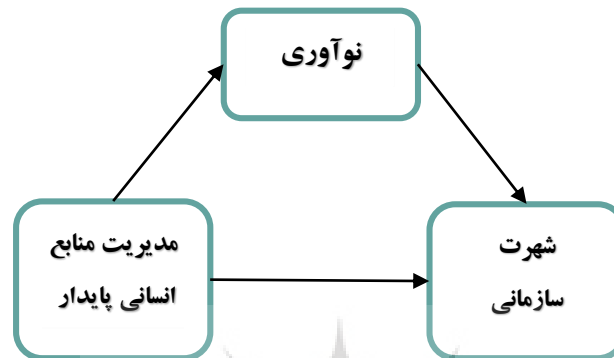 نوآوری
مدیریت منابع
انسانی پایدار
شهرت
سازمانی